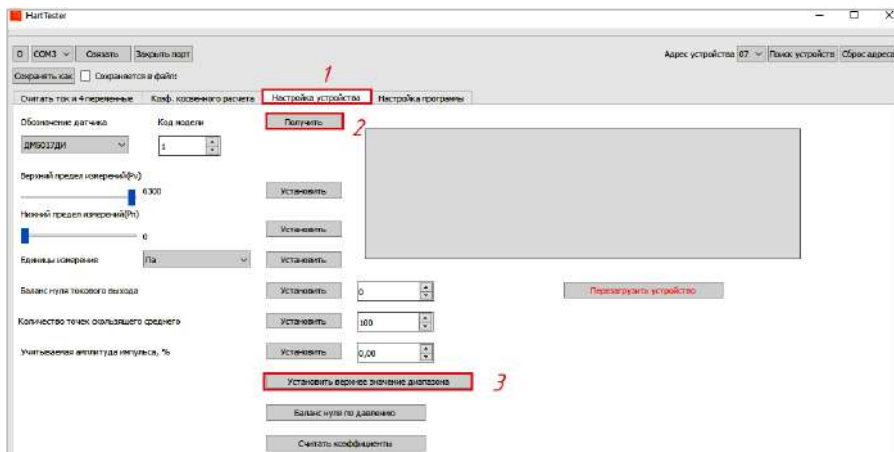 HartTester
0 COM3 Связать Закрыть порт Адрес устройства 07 Поиск устройств Сброс адреса
Сохранять как Сохраняется в файл:
1
Считать ток и 4 переменные Коэф. косвенного расчета Настройка устройства Настройка программы
Обозначение датчика Код модели Получить 2
ДМ5017ДИ 1
Верхний предел измерений(Pv)
6300 Установить
Нижний предел измерений(Pn)
0 Установить
Единицы измерения Па Установить
Баланс нуля токового выхода Установить 0 Перезагрузить устройство
Количество точек скользящего среднего Установить 100
Учитываемая амплитуда импульса, % Установить 0,00
Установить верхнее значение диапазона 3
Баланс нуля по давлению
Считать коэффициенты